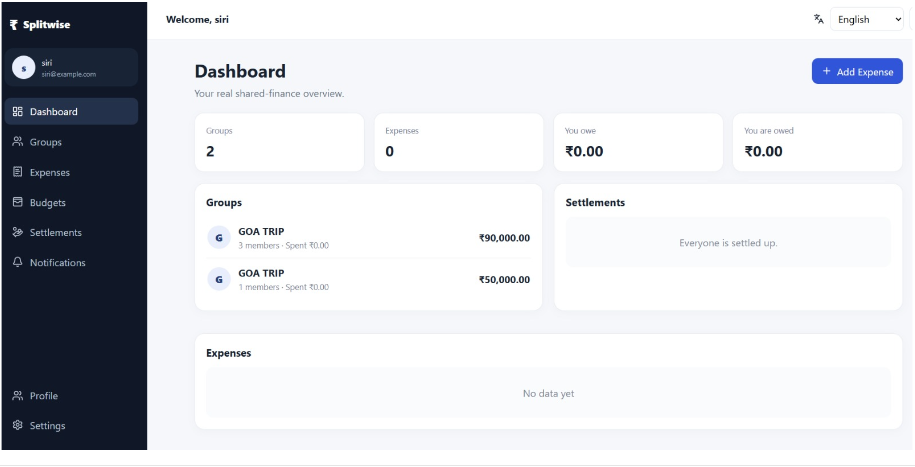 ₹ Splitwise
Welcome, siri
English
s
siri
siri@example.com
Dashboard
Groups
Expenses
Budgets
Settlements
Notifications
Profile
Settings
Dashboard
Your real shared-finance overview.
+ Add Expense
Groups
2
Expenses
0
You owe
₹0.00
You are owed
₹0.00
Groups
G
GOA TRIP
3 members · Spent ₹0.00
₹90,000.00
G
GOA TRIP
1 members · Spent ₹0.00
₹50,000.00
Settlements
Everyone is settled up.
Expenses
No data yet